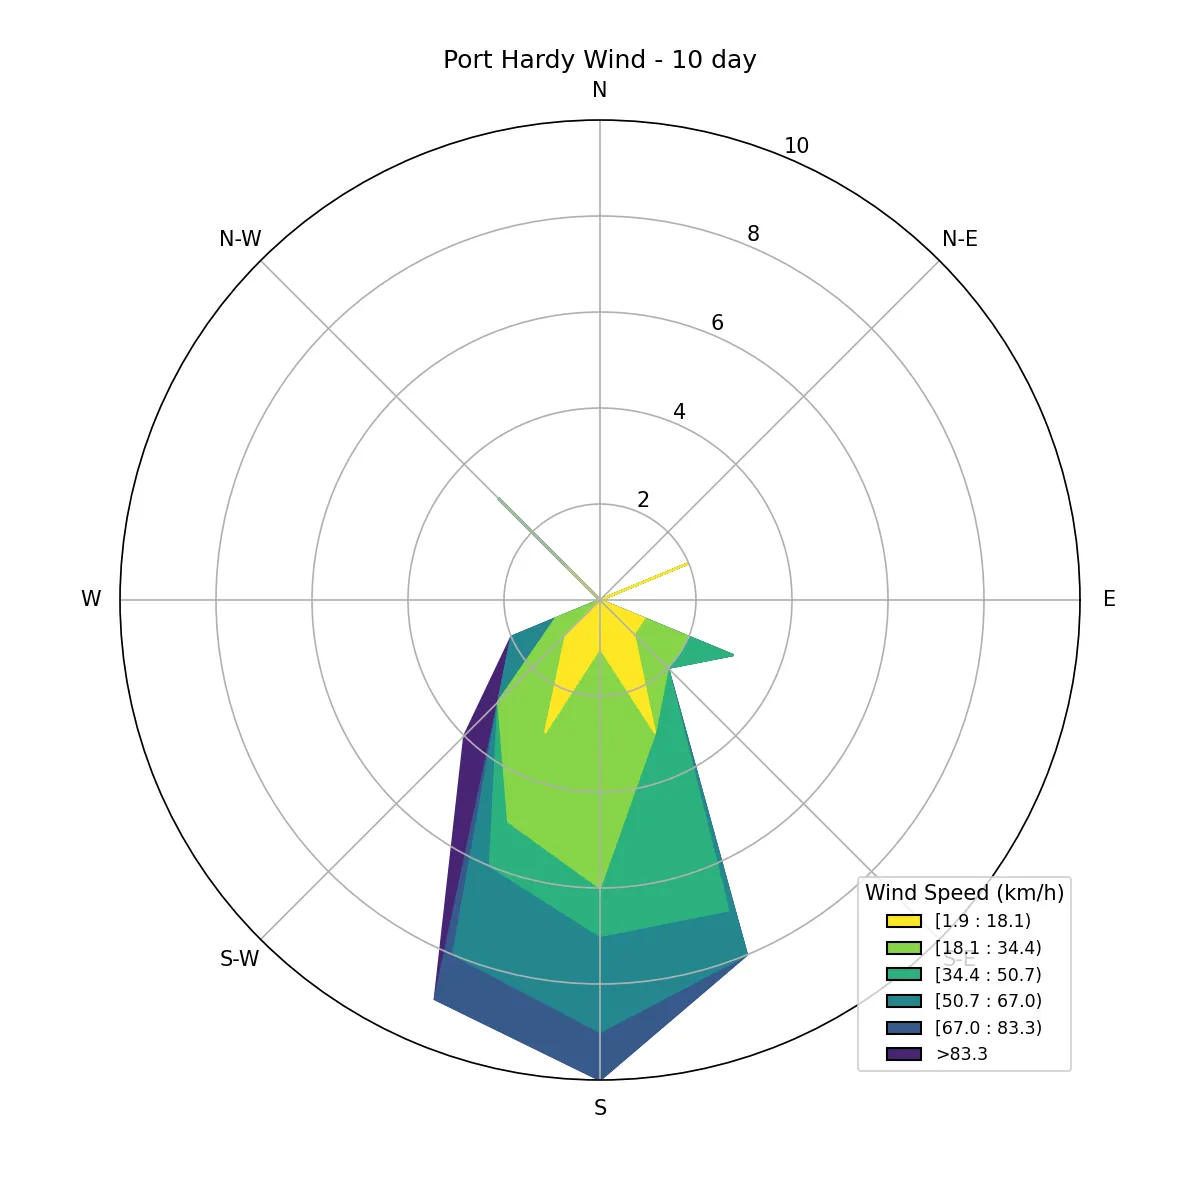 Port Hardy Wind - 10 day
N
10
N-W
8
N-E
6
4
2
W
E
Wind Speed (km/h)
[1.9 : 18.1)
[18.1 : 34.4)
S-W
S-E
[34.4 : 50.7)
[50.7 : 67.0)
[67.0 : 83.3)
>83.3
S